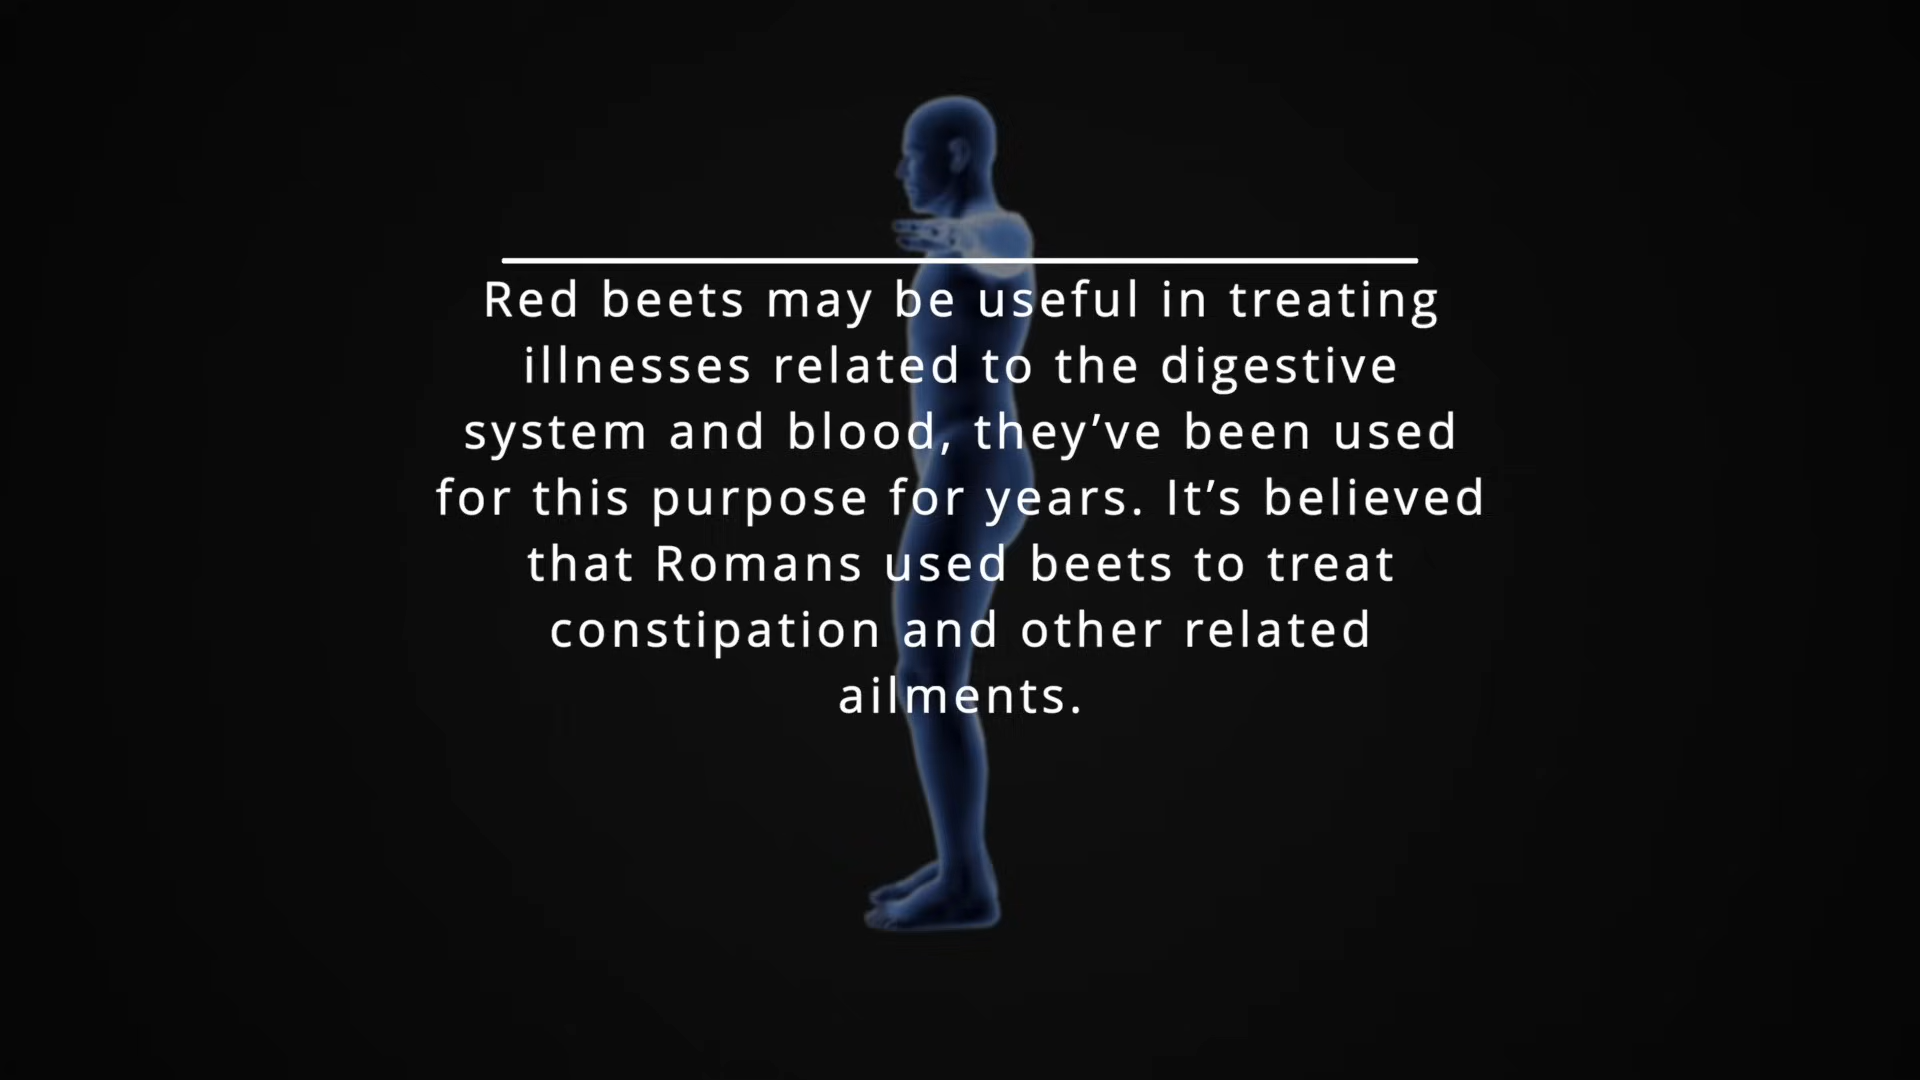 Red beets may be useful in treating
illnesses related to the digestive
system and blood, they’ve been used
for this purpose for years. It’s believed
that Romans used beets to treat
constipation and other related
ailments.